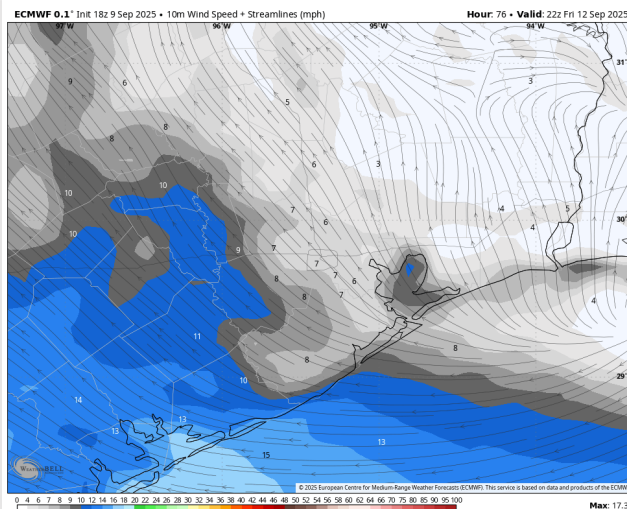 ECMWF 0.1° Init 18z 9 Sep 2025 • 10m Wind Speed + Streamlines (mph) Hour: 76 • Valid: 22z Fri 12 Sep 2025
97°W 96°W 95°W 94°W
31°
9 6 3
5
8 8
6 3
10 10
7 4 5 30°
6 4
10
9 7
7 7 6
8
8 7 4
11
8 8
10 29°
14
13 13
13
15
WEATHERBELL
© 2025 European Centre for Medium-Range Weather Forecasts (ECMWF). This service is based on data and products of the ECMW
0 4 6 7 8 9 10 12 14 16 18 20 22 24 26 28 30 32 34 36 38 40 42 44 46 48 50 52 54 56 58 60 62 64 66 70 75 80 85 90 95 100
Max: 17.3